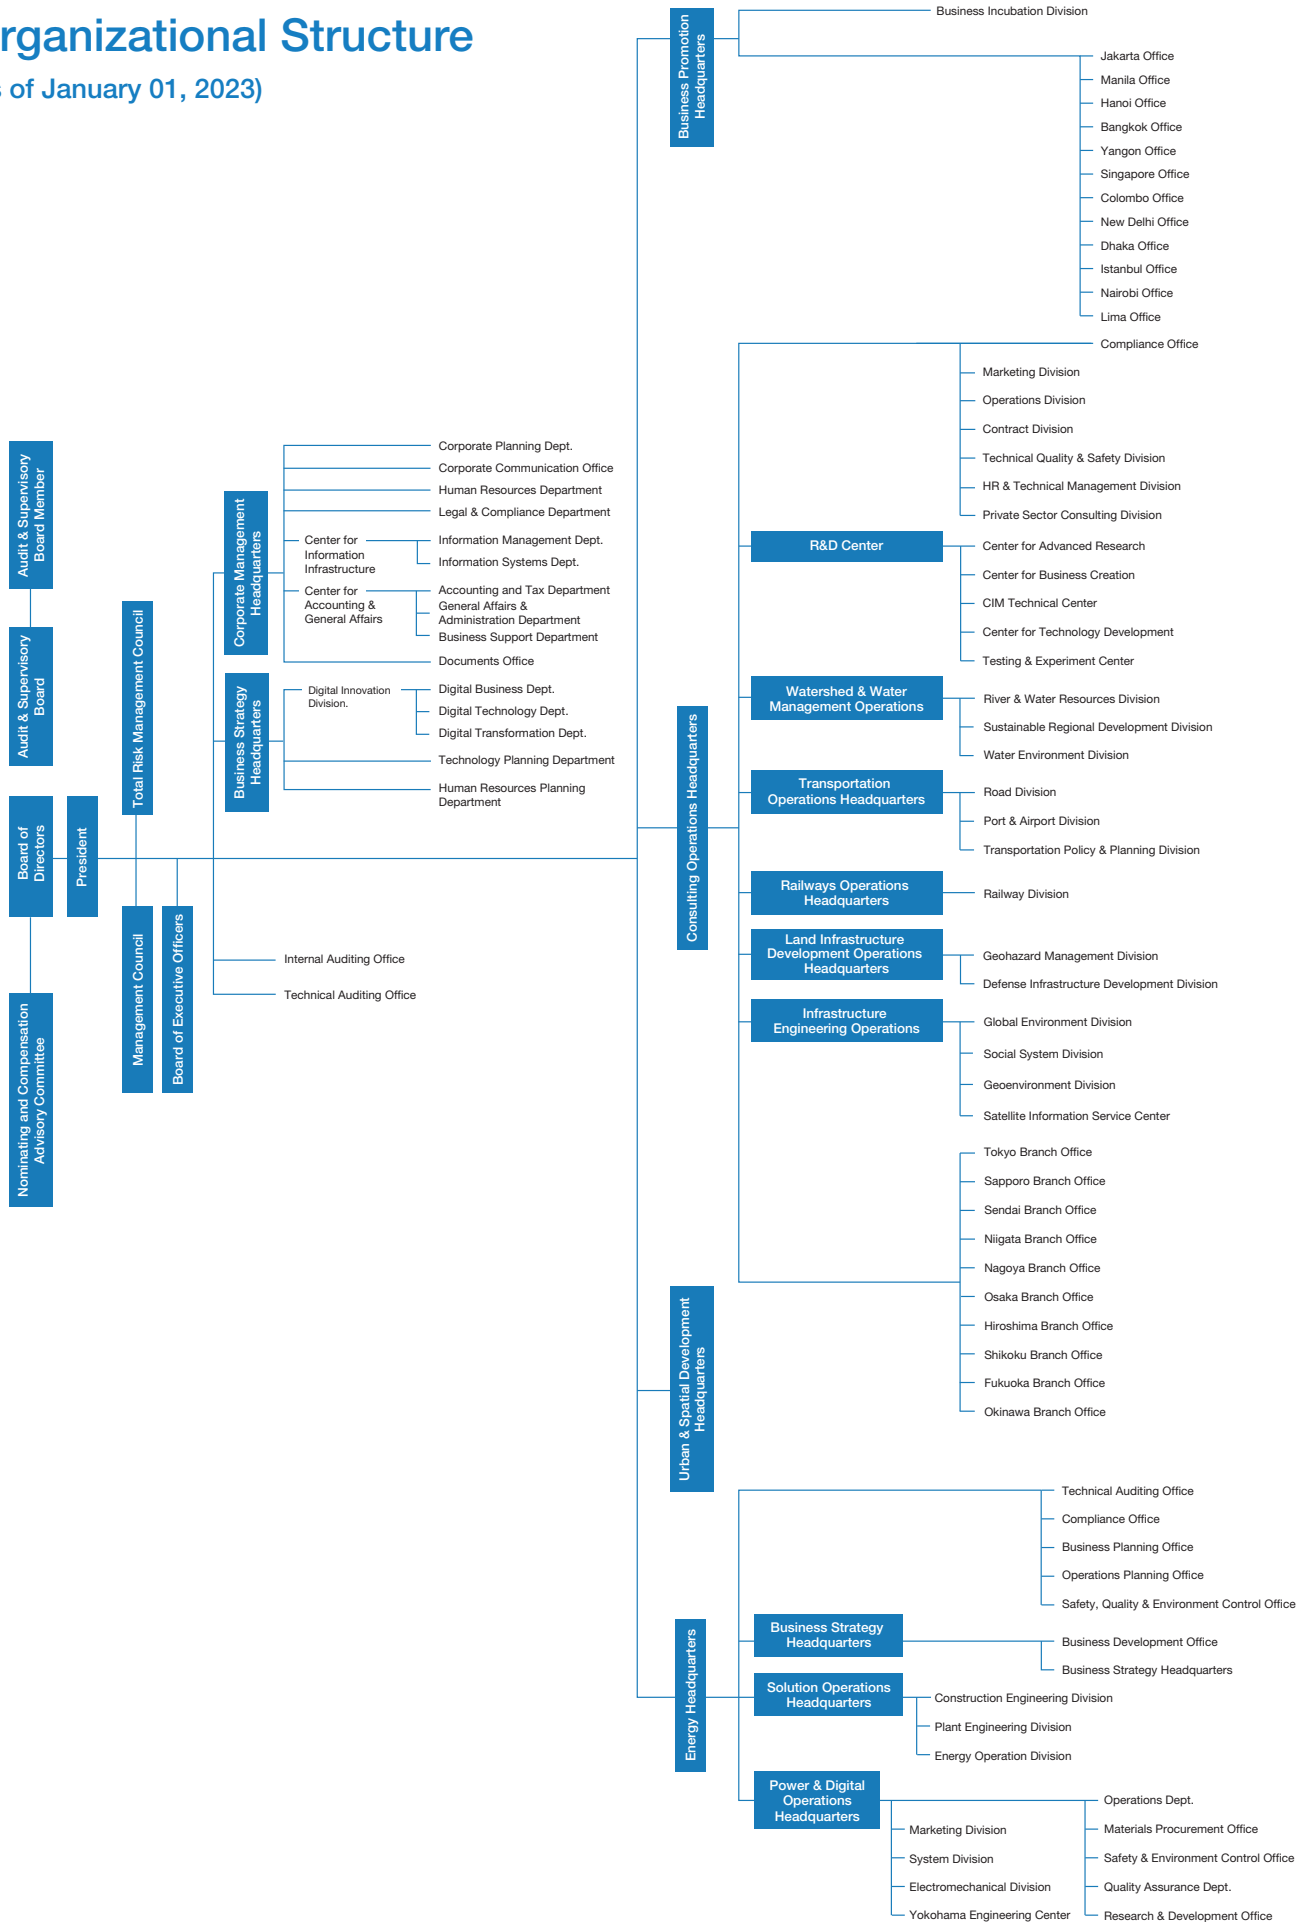 rganizational Structure
s of January 01, 2023)
Audit & Supervisory
Board Member
Audit & Supervisory
Board
Board of
Directors
Nominating and Compensation
Advisory Committee
President
Total Risk Management Council
Management Council
Board of Executive Officers
Corporate Management
Headquarters
Corporate Planning Dept.
Corporate Communication Office
Human Resources Department
Legal & Compliance Department
Center for
Information
Infrastructure
Information Management Dept.
Information Systems Dept.
Center for
Accounting &
General Affairs
Accounting and Tax Department
General Affairs &
Administration Department
Business Support Department
Documents Office
Business Strategy
Headquarters
Digital Innovation
Division.
Digital Business Dept.
Digital Technology Dept.
Digital Transformation Dept.
Technology Planning Department
Human Resources Planning
Department
Internal Auditing Office
Technical Auditing Office
Business Promotion
Headquarters
Business Incubation Division
Jakarta Office
Manila Office
Hanoi Office
Bangkok Office
Yangon Office
Singapore Office
Colombo Office
New Delhi Office
Dhaka Office
Istanbul Office
Nairobi Office
Lima Office
Consulting Operations Headquarters
Compliance Office
Marketing Division
Operations Division
Contract Division
Technical Quality & Safety Division
HR & Technical Management Division
Private Sector Consulting Division
R&D Center
Center for Advanced Research
Center for Business Creation
CIM Technical Center
Center for Technology Development
Testing & Experiment Center
Watershed & Water
Management Operations
River & Water Resources Division
Sustainable Regional Development Division
Water Environment Division
Transportation
Operations Headquarters
Road Division
Port & Airport Division
Transportation Policy & Planning Division
Railways Operations
Headquarters
Railway Division
Land Infrastructure
Development Operations
Headquarters
Geohazard Management Division
Defense Infrastructure Development Division
Infrastructure
Engineering Operations
Global Environment Division
Social System Division
Geoenvironment Division
Satellite Information Service Center
Tokyo Branch Office
Sapporo Branch Office
Sendai Branch Office
Niigata Branch Office
Nagoya Branch Office
Osaka Branch Office
Hiroshima Branch Office
Shikoku Branch Office
Fukuoka Branch Office
Okinawa Branch Office
Urban & Spatial Development
Headquarters
Energy Headquarters
Technical Auditing Office
Compliance Office
Business Planning Office
Operations Planning Office
Safety, Quality & Environment Control Office
Business Strategy
Headquarters
Business Development Office
Business Strategy Headquarters
Solution Operations
Headquarters
Construction Engineering Division
Plant Engineering Division
Energy Operation Division
Power & Digital
Operations
Headquarters
Marketing Division
System Division
Electromechanical Division
Yokohama Engineering Center
Operations Dept.
Materials Procurement Office
Safety & Environment Control Office
Quality Assurance Dept.
Research & Development Office